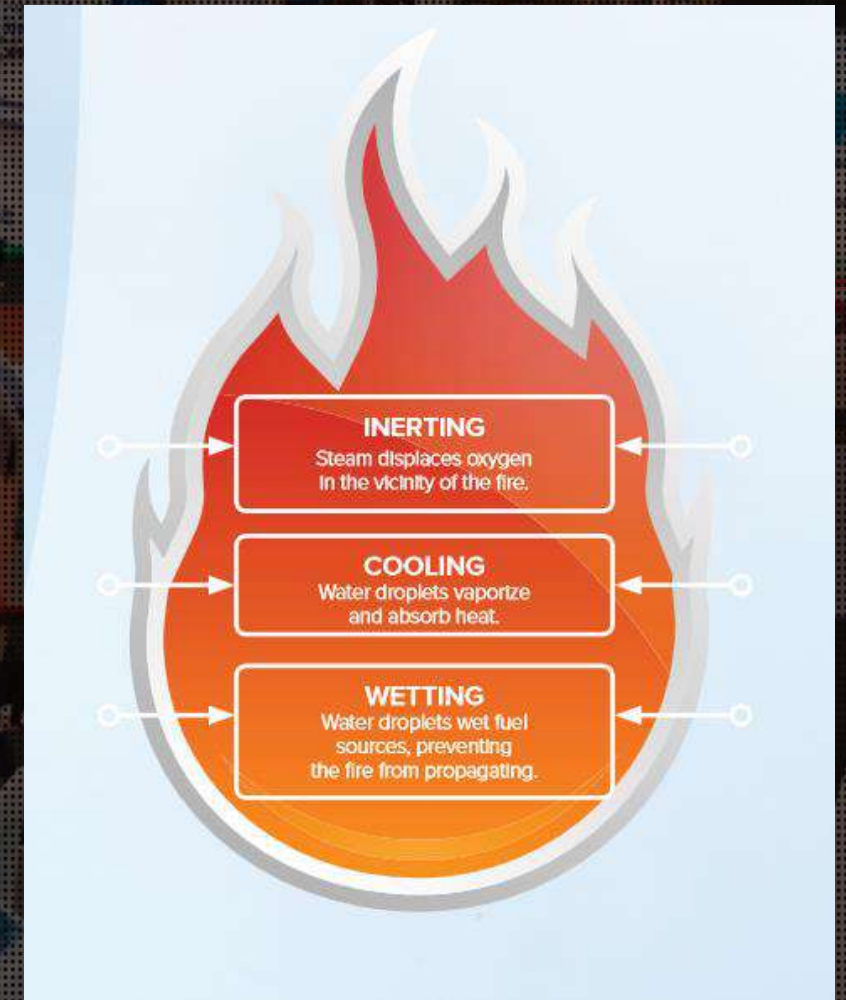 INERTING
Steam displaces oxygen
in the vicinity of the fire.
COOLING
Water droplets vaporize
and absorb heat.
WETTING
Water droplets wet fuel
sources, preventing
the fire from propagating.